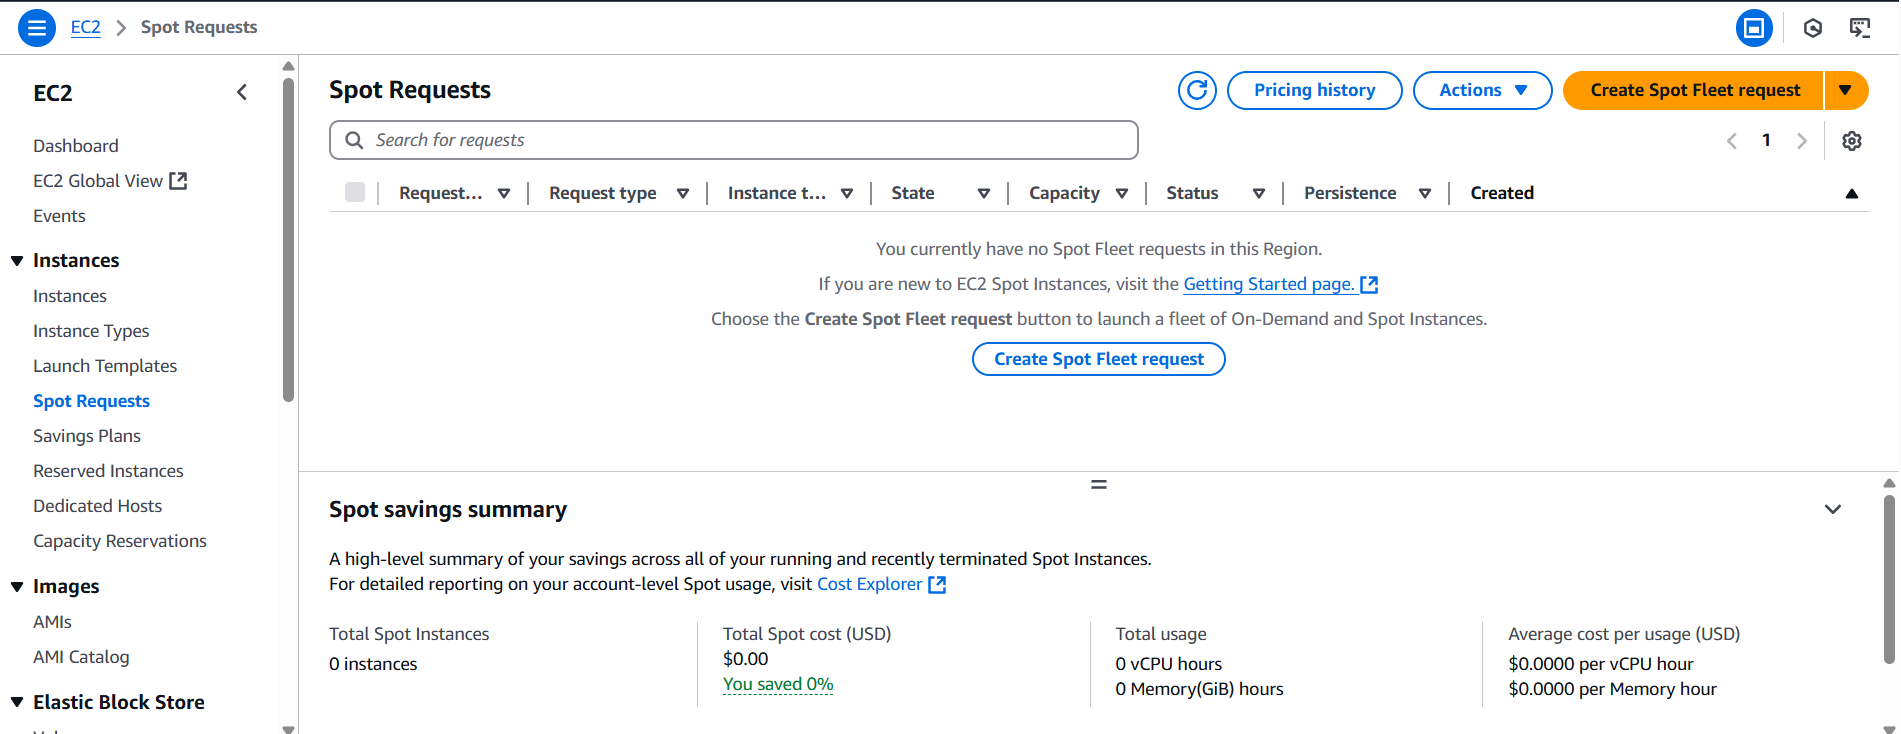 EC2 > Spot Requests
EC2
Dashboard
EC2 Global View
Events
Instances
Instances
Instance Types
Launch Templates
Spot Requests
Savings Plans
Reserved Instances
Dedicated Hosts
Capacity Reservations
Images
AMIs
AMI Catalog
Elastic Block Store
Spot Requests
Pricing history
Actions
Create Spot Fleet request
Search for requests
1
Request... Request type Instance t... State Capacity Status Persistence Created
You currently have no Spot Fleet requests in this Region.
If you are new to EC2 Spot Instances, visit the Getting Started page.
Choose the Create Spot Fleet request button to launch a fleet of On-Demand and Spot Instances.
Create Spot Fleet request
Spot savings summary
A high-level summary of your savings across all of your running and recently terminated Spot Instances.
For detailed reporting on your account-level Spot usage, visit Cost Explorer
Total Spot Instances
0 instances
Total Spot cost (USD)
$0.00
You saved 0%
Total usage
0 vCPU hours
0 Memory(GiB) hours
Average cost per usage (USD)
$0.0000 per vCPU hour
$0.0000 per Memory hour